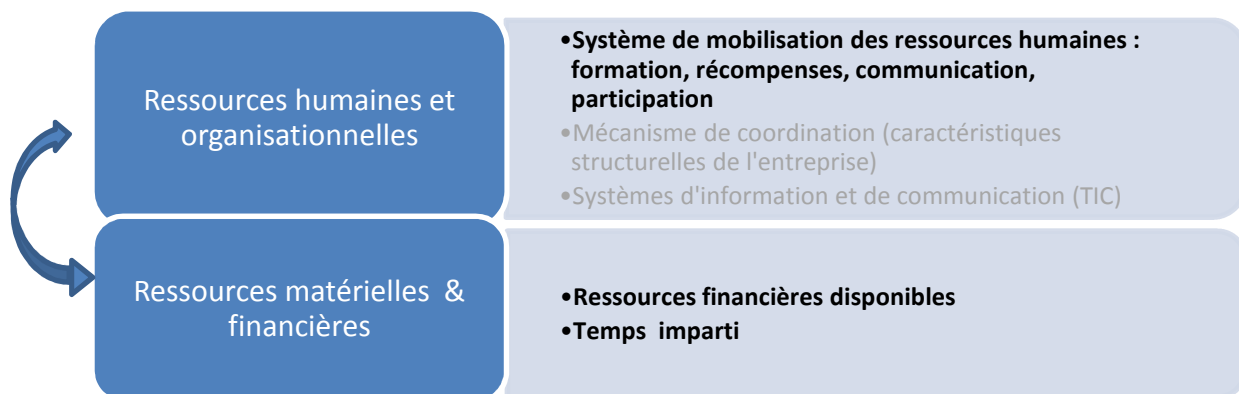 Ressources humaines et
organisationnelles
•Système de mobilisation des ressources humaines :
formation, récompenses, communication,
participation
•Mécanisme de coordination (caractéristiques
structurelles de l'entreprise)
•Systèmes d'information et de communication (TIC)
Ressources matérielles &
financières
•Ressources financières disponibles
•Temps imparti